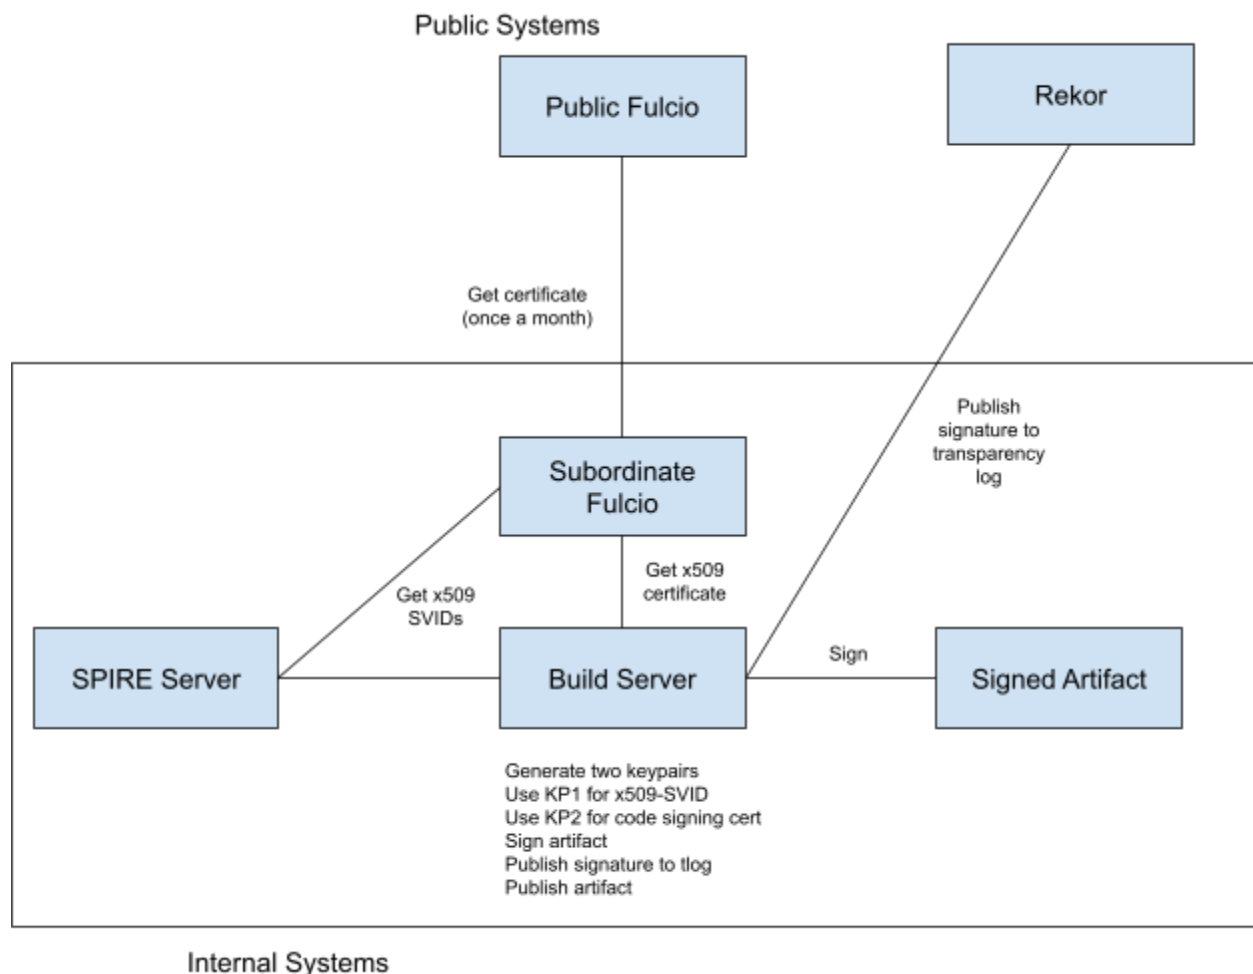 Public Systems
Public Fulcio
Rekor
Get certificate
(once a month)
Publish
signature to
transparency
log
Subordinate
Fulcio
Get x509
SVIDs
Get x509
certificate
SPIRE Server
Build Server
Sign
Signed Artifact
Generate two keypairs
Use KP1 for x509-SVID
Use KP2 for code signing cert
Sign artifact
Publish signature to tlog
Publish artifact
Internal Systems